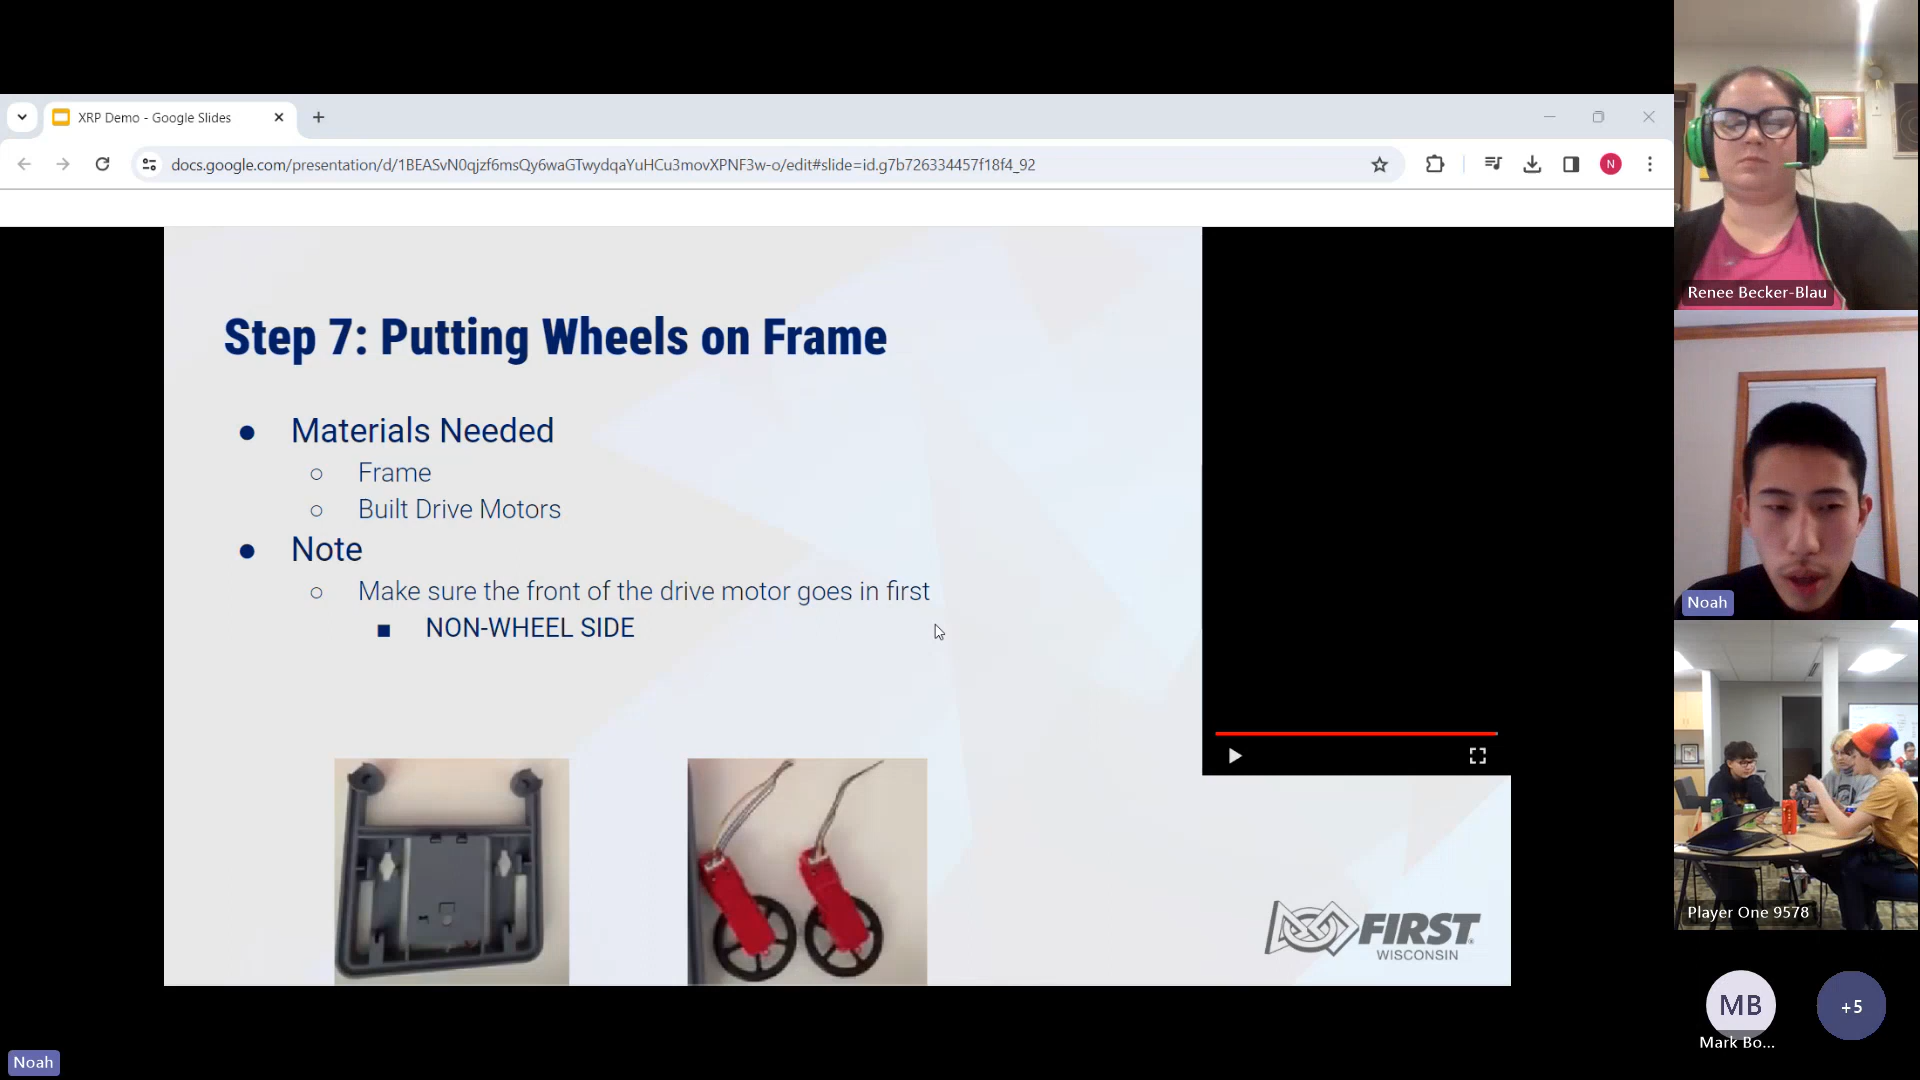 XRP Demo - Google Slides
docs.google.com/presentation/d/1BEASvN0qjzf6msQy6waGTwydqaYuHCu3movXPNF3w-o/edit#slide=id.g7b726334457f18f4_92
N
Step 7: Putting Wheels on Frame
Materials Needed
Frame
Built Drive Motors
Note
Make sure the front of the drive motor goes in first
NON-WHEEL SIDE
FIRST
WISCONSIN
Noah
Renee Becker-Blau
Noah
Player One 9578
MB
Mark Bo...
+5